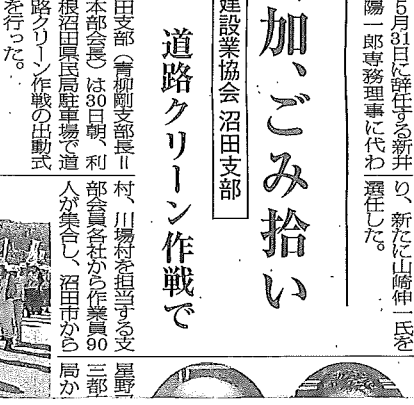 5月31日に辞任する新井
陽一郎専務理事に代わ
り、新たに山崎伸一氏を
選任した。
加、ごみ拾い
建設業協会 沼田支部
道路クリーン作戦で
田支部(青柳剛支部長=
本部会長)は30日朝、利
根沼田県民局駐車場で道
路クリーン作戦の出動式
を行った。
村、川場村を担当する支
部会員各社から作業員90
人が集合し、沼田市から
星野
三都
局か